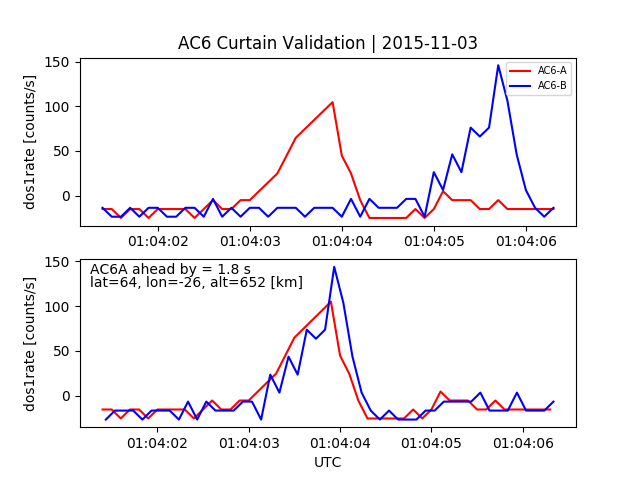 AC6 Curtain Validation | 2015-11-03
dos1rate [counts/s]
150
100
50
0
AC6-A
AC6-B
01:04:02 01:04:03 01:04:04 01:04:05 01:04:06
dos1rate [counts/s]
150
100
50
0
AC6A ahead by = 1.8 s
lat=64, lon=-26, alt=652 [km]
01:04:02 01:04:03 01:04:04 01:04:05 01:04:06
UTC